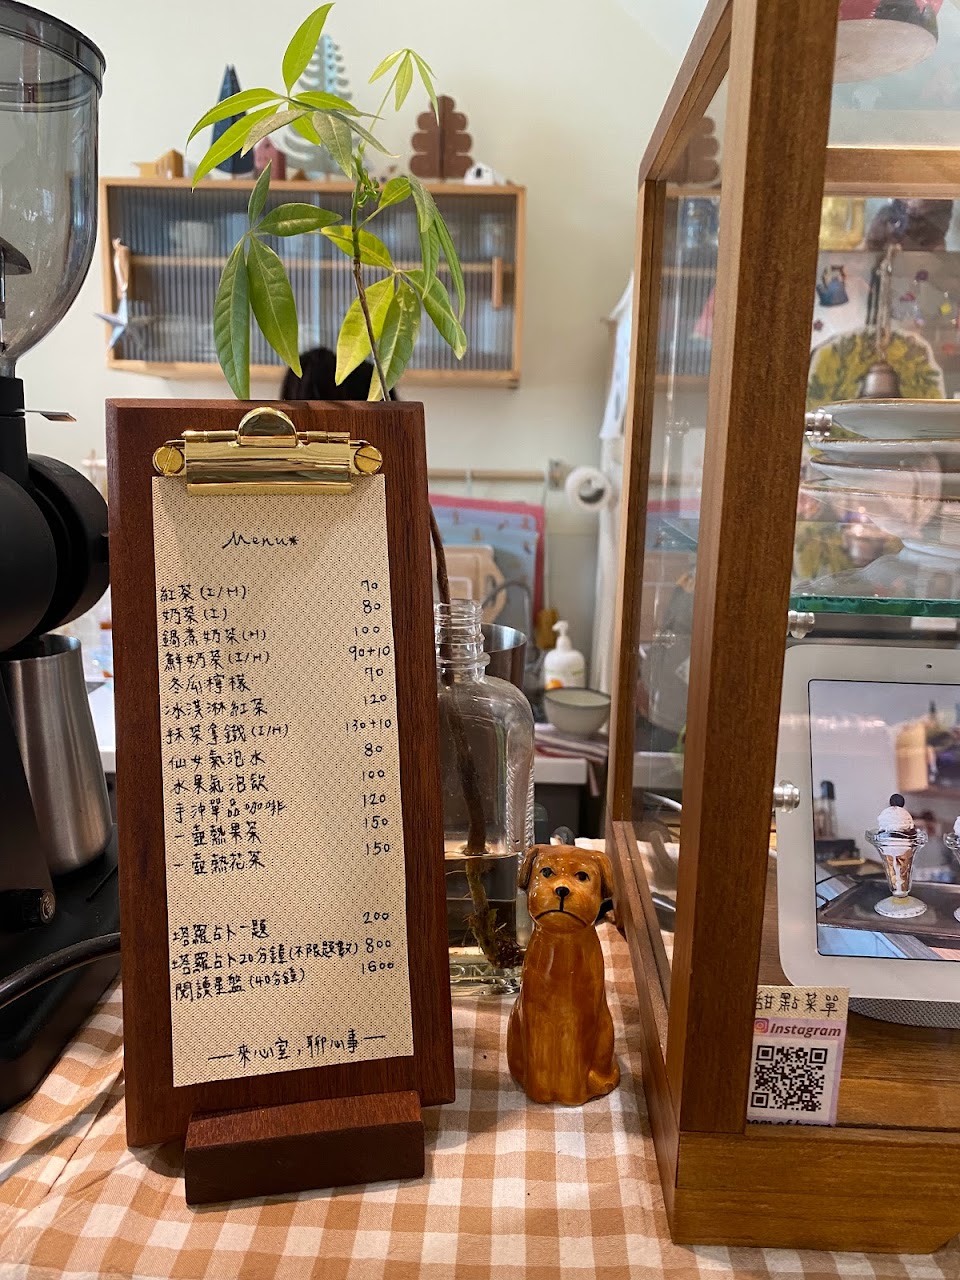 Menu*
紅茶(I/H) 70
奶茶(I) 80
鍋煮奶茶(H) 100
鮮奶茶(I/H) 90+10
冬瓜檸檬 70
冰淇淋紅茶 120
抹茶拿鐵(I/H) 130+10
仙女氣泡水 80
水果氣泡飲 100
手沖單品咖啡 120
一壺熱果茶 150
一壺熱花茶 150
塔羅占卜一題 200
塔羅占卜20分鐘(不限題數) 800
閱讀星盤(40分鐘) 1600
—來心室，聊心事—
甜點菜單
Instagram